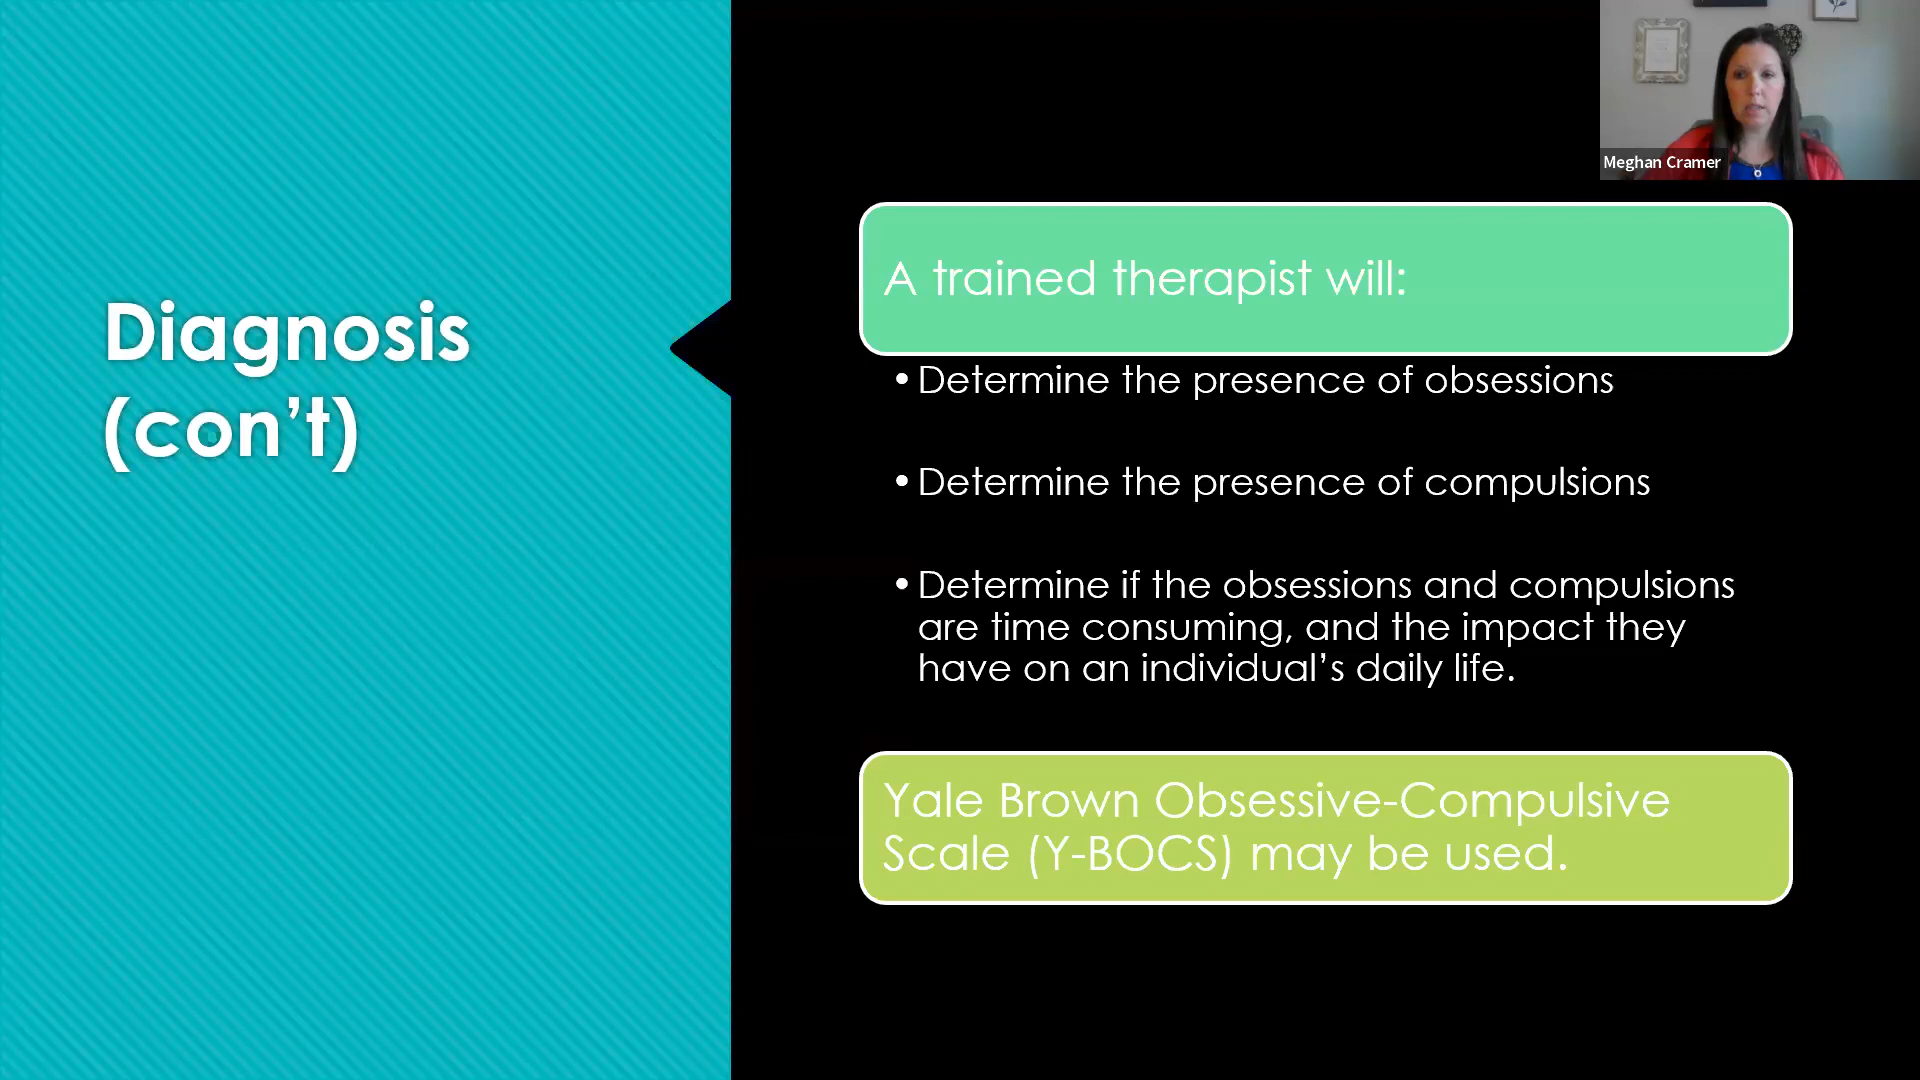 Diagnosis
(con’t)
Meghan Cramer
A trained therapist will:
•Determine the presence of obsessions
•Determine the presence of compulsions
•Determine if the obsessions and compulsions
are time consuming, and the impact they
have on an individual’s daily life.
Yale Brown Obsessive-Compulsive
Scale (Y-BOCS) may be used.